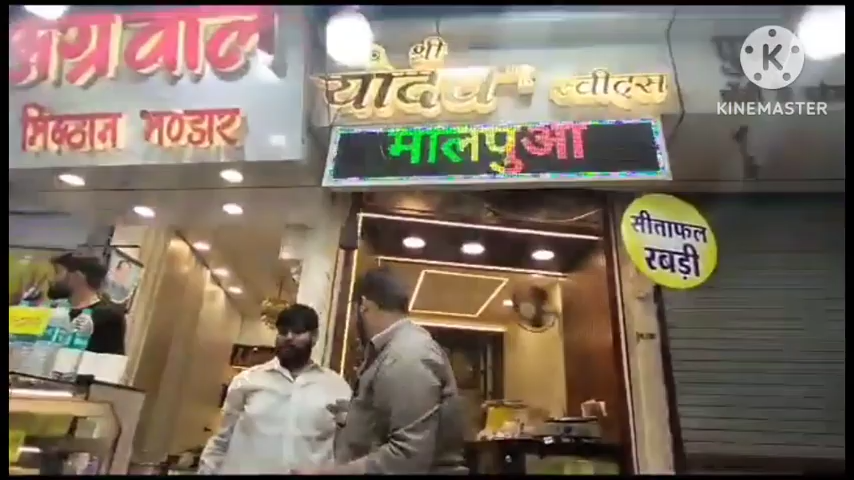 अग्रवाल
मिष्ठान भण्डार
श्री
यादव जी स्वीट्स
मालपुआ
सीताफल
रबड़ी
KINEMASTER